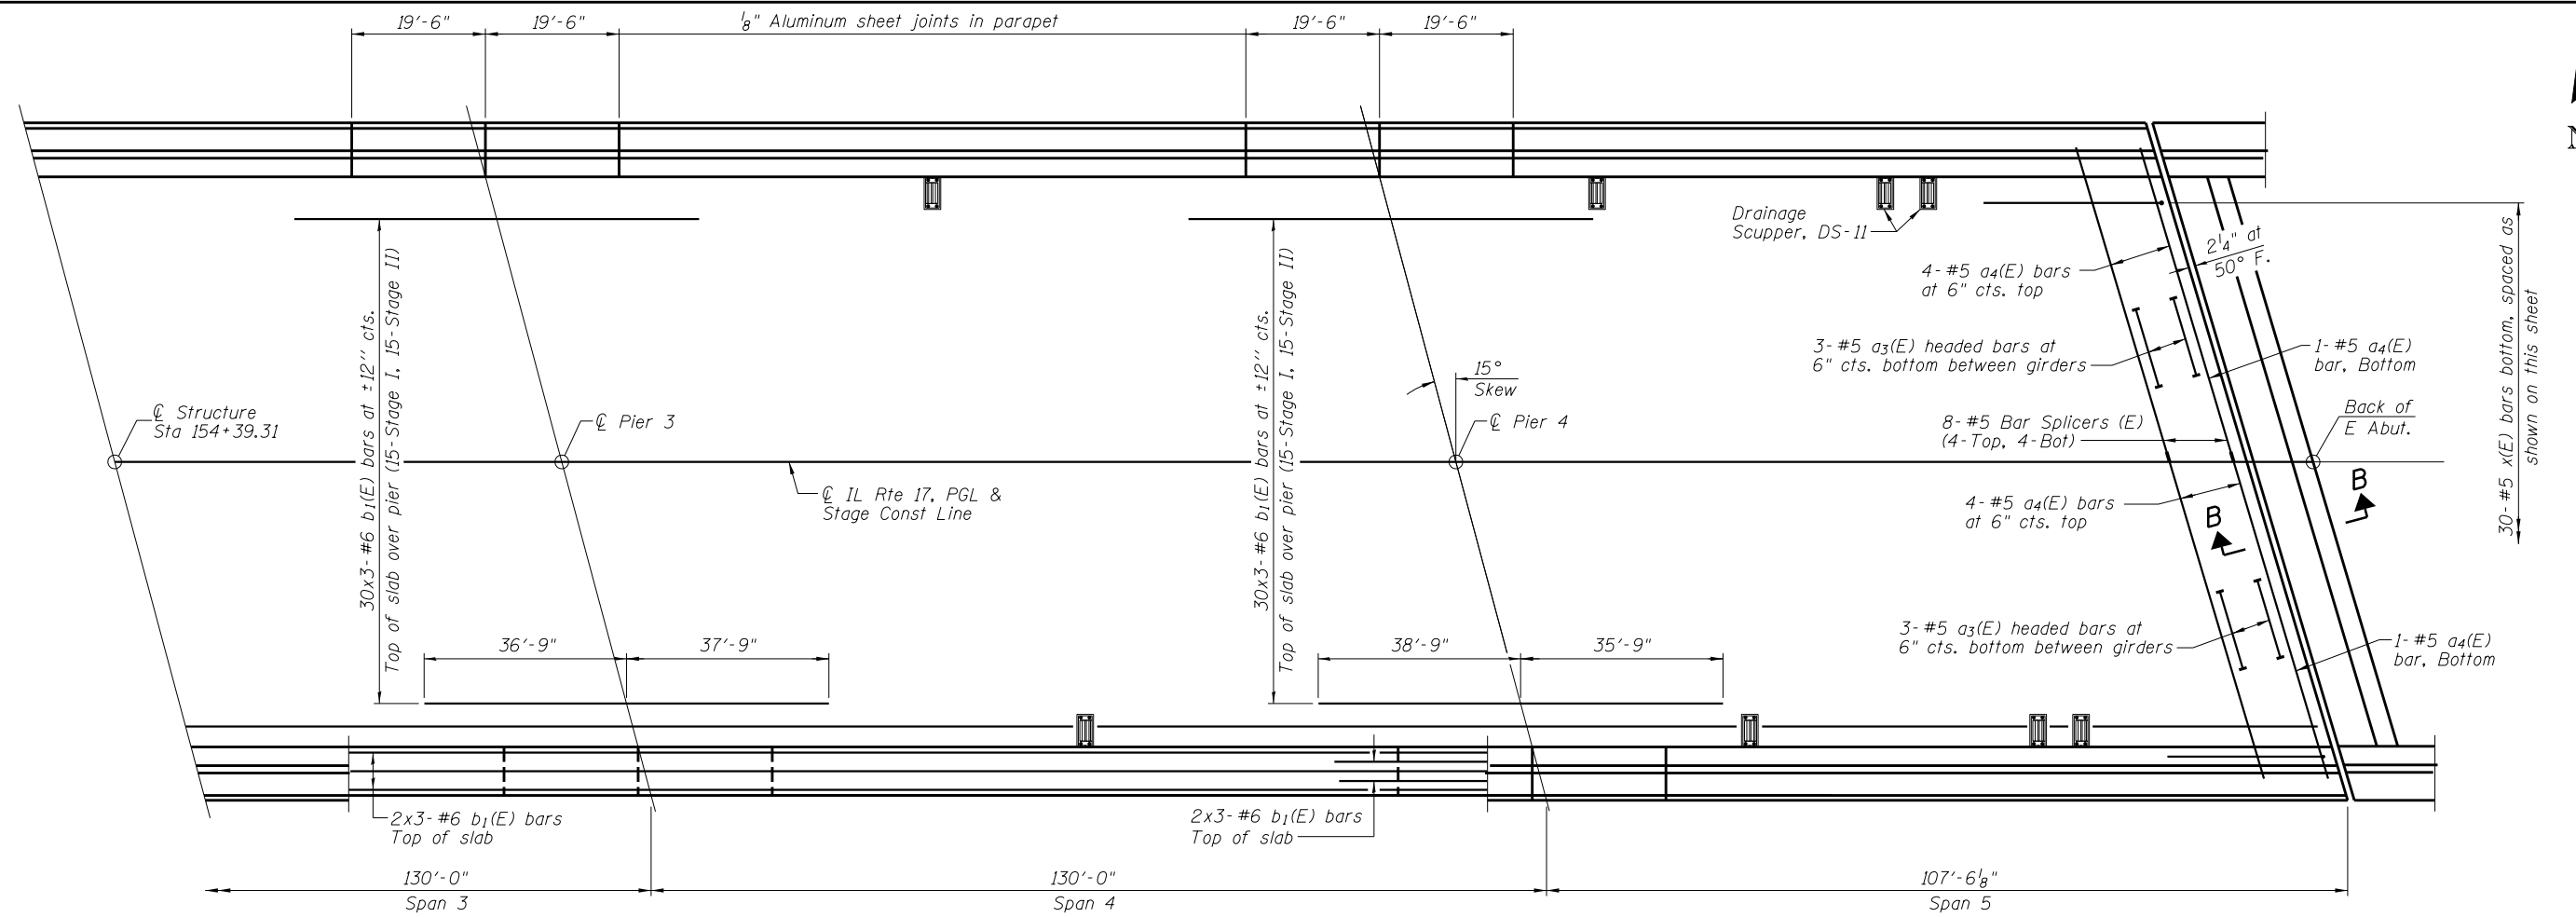 19'-6"
19'-6"
1/8" Aluminum sheet joints in parapet
19'-6"
19'-6"
N
Drainage
Scupper, DS-11
2 1/4" at
50° F.
4-#5 a4(E) bars
at 6" cts. top
30x3-#6 b1(E) bars at ±12'' cts.
Top of slab over pier (15-Stage I, 15-Stage II)
30x3-#6 b1(E) bars at ±12'' cts.
Top of slab over pier (15-Stage I, 15-Stage II)
30-#5 x(E) bars bottom, spaced as
shown on this sheet
3-#5 a3(E) headed bars at
6" cts. bottom between girders
1-#5 a4(E)
bar, Bottom
15°
Skew
℄ Structure
Sta 154+39.31
℄ Pier 3
℄ Pier 4
8-#5 Bar Splicers (E)
(4-Top, 4-Bot)
Back of
E Abut.
℄ IL Rte 17, PGL &
Stage Const Line
4-#5 a4(E) bars
at 6" cts. top
B
B
36'-9"
37'-9"
38'-9"
35'-9"
3-#5 a3(E) headed bars at
6" cts. bottom between girders
1-#5 a4(E)
bar, Bottom
2x3-#6 b1(E) bars
Top of slab
2x3-#6 b1(E) bars
Top of slab
130'-0"
Span 3
130'-0"
Span 4
107'-6 1/8"
Span 5